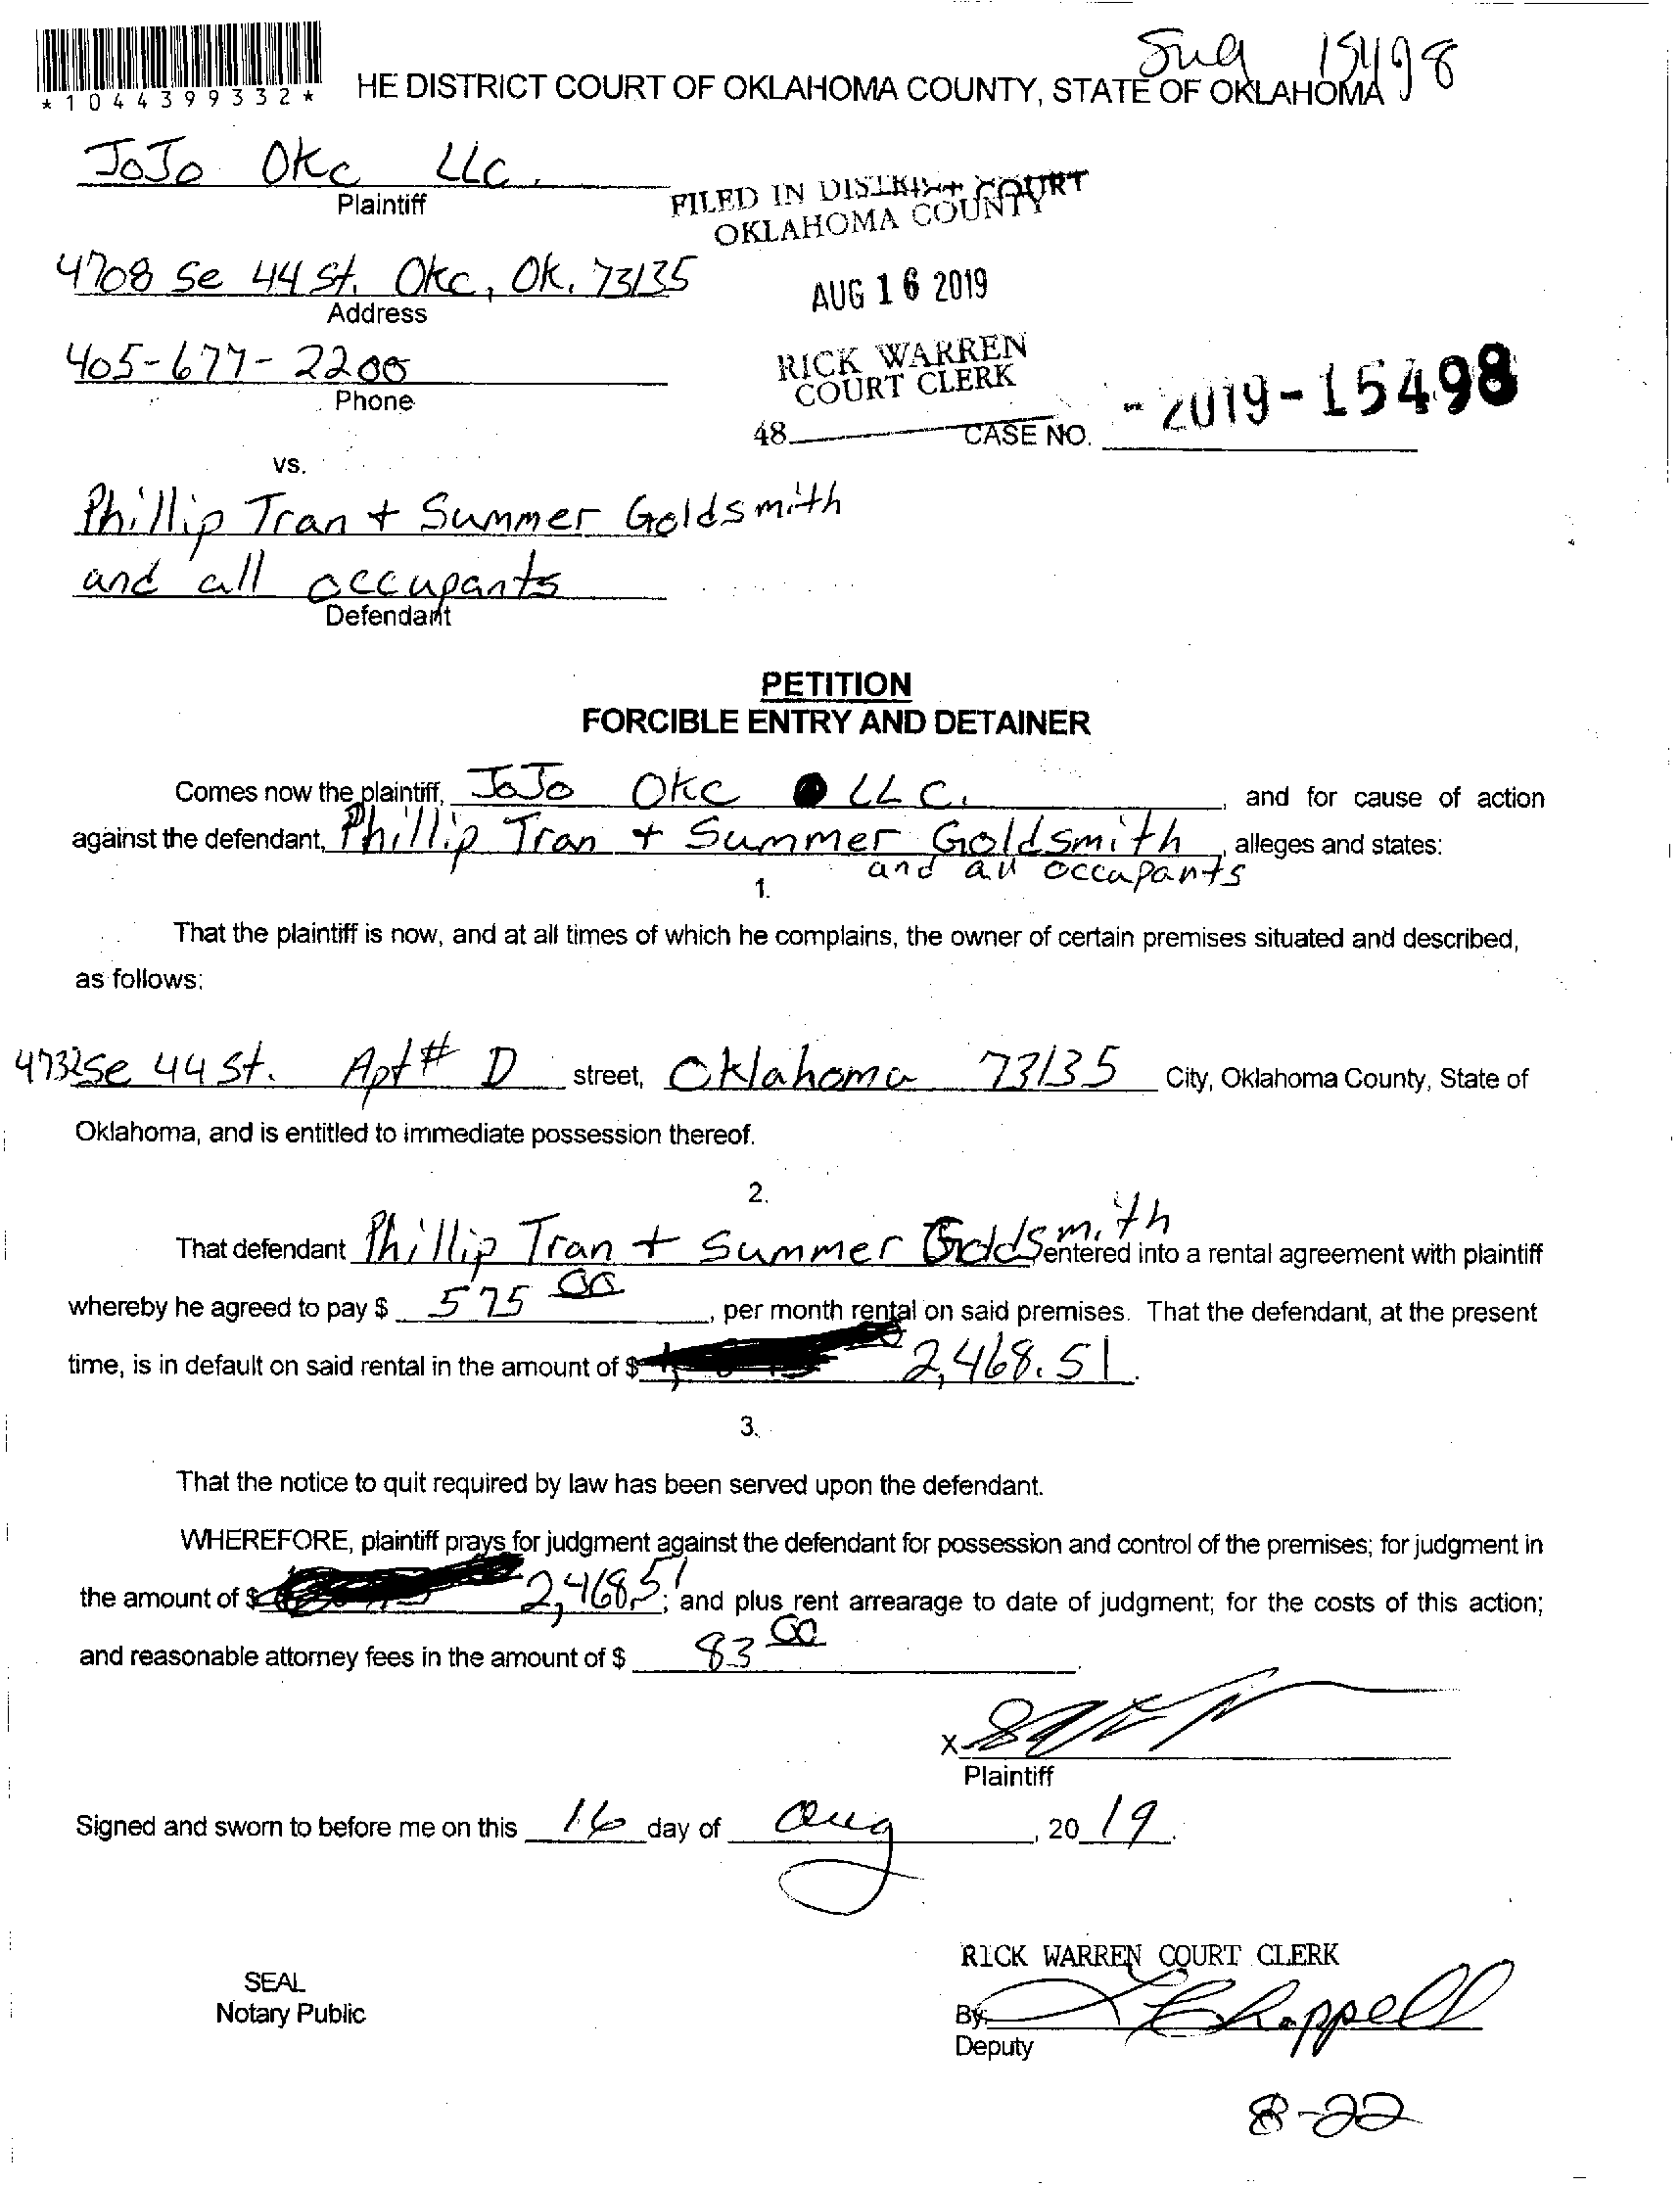 15498
*1044399332*
HE DISTRICT COURT OF OKLAHOMA COUNTY, STATE OF OKLAHOMA
JoJo Okc LLC.
Plaintiff
FILED IN DISTRICT COURT
OKLAHOMA COUNTY
4708 Se 44 St. Okc, Ok. 73135
Address
AUG 16 2019
405-677-2200
Phone
RICK WARREN
COURT CLERK
48
CASE NO. - 2019-15498
vs.
Phillip Tran + Summer Goldsmith
and all occupants
Defendant
PETITION
FORCIBLE ENTRY AND DETAINER
Comes now the plaintiff, JoJo Okc LLC. , and for cause of action
against the defendant, Phillip Tran + Summer Goldsmith , alleges and states:
and all occupants
1.
That the plaintiff is now, and at all times of which he complains, the owner of certain premises situated and described,
as follows:
4732 Se 44 St. Apt # D street, Oklahoma 73135 City, Oklahoma County, State of
Oklahoma, and is entitled to immediate possession thereof.
2.
That defendant Phillip Tran + Summer Goldsmith entered into a rental agreement with plaintiff
whereby he agreed to pay $ 575 00 , per month rental on said premises. That the defendant, at the present
time, is in default on said rental in the amount of $ 2,468.51.
3.
That the notice to quit required by law has been served upon the defendant.
WHEREFORE, plaintiff prays for judgment against the defendant for possession and control of the premises; for judgment in
the amount of $ 2,468.51; and plus rent arrearage to date of judgment; for the costs of this action;
and reasonable attorney fees in the amount of $ 83 00.
X
Plaintiff
Signed and sworn to before me on this 16 day of Aug , 20 19.
RICK WARREN COURT CLERK
SEAL
Notary Public
By: Chappell
Deputy
8-22